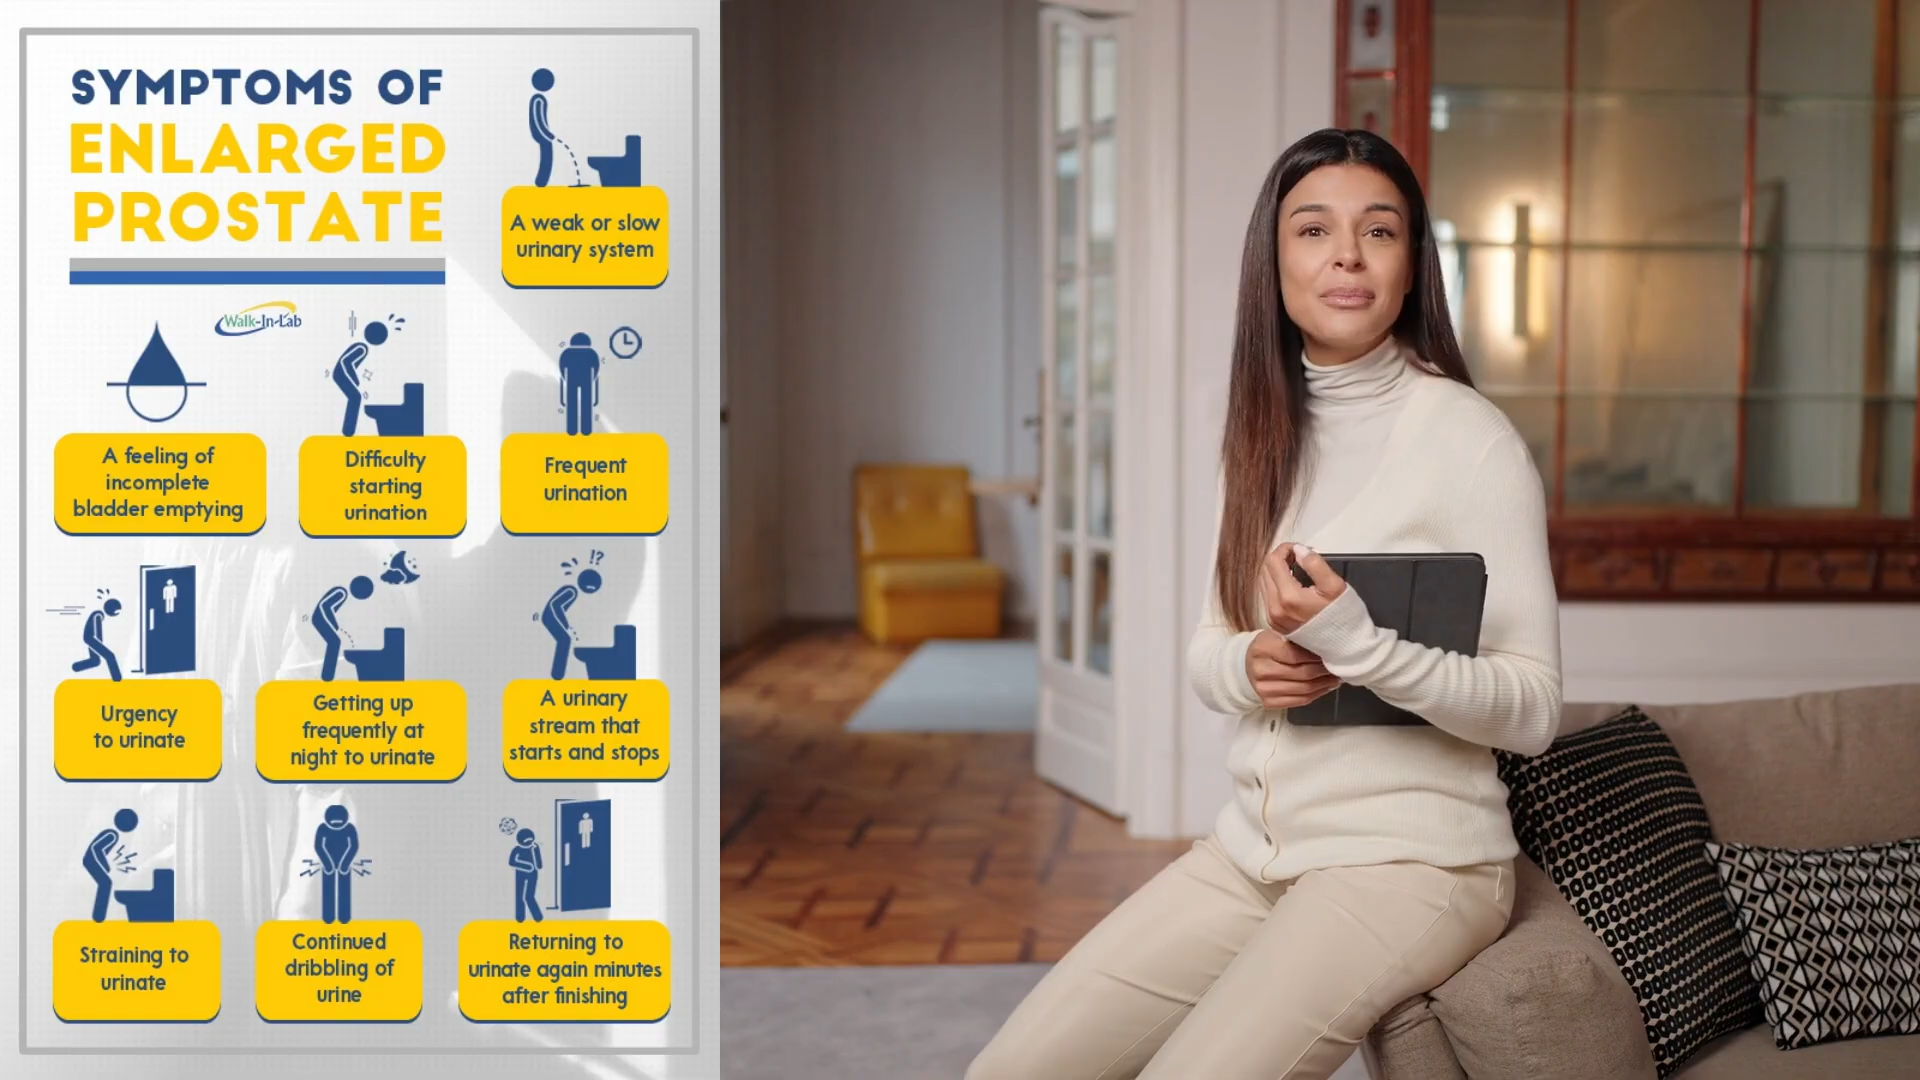 SYMPTOMS OF
ENLARGED
PROSTATE
Walk-In-Lab
A weak or slow
urinary system
A feeling of
incomplete
bladder emptying
Difficulty
starting
urination
Frequent
urination
!?
Urgency
to urinate
Getting up
frequently at
night to urinate
A urinary
stream that
starts and stops
Straining to
urinate
Continued
dribbling of
urine
Returning to
urinate again minutes
after finishing